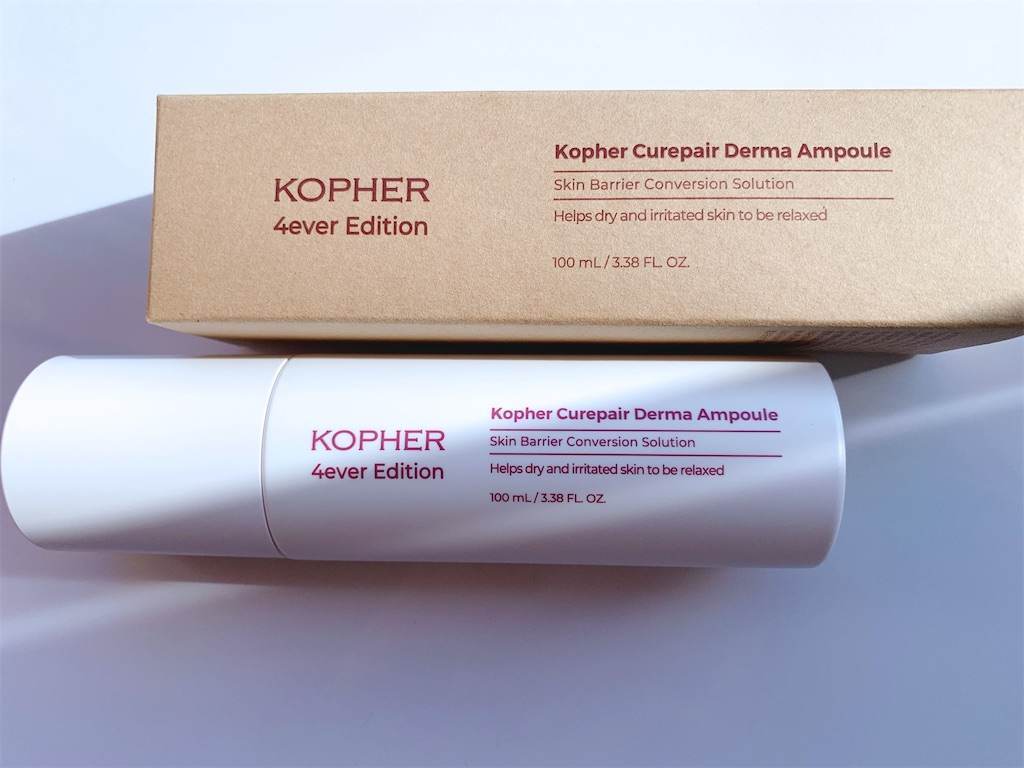 KOPHER
4ever Edition
Kopher Curepair Derma Ampoule
Skin Barrier Conversion Solution
Helps dry and irritated skin to be relaxed
100 mL / 3.38 FL. OZ.
KOPHER
4ever Edition
Kopher Curepair Derma Ampoule
Skin Barrier Conversion Solution
Helps dry and irritated skin to be relaxed
100 mL / 3.38 FL. OZ.